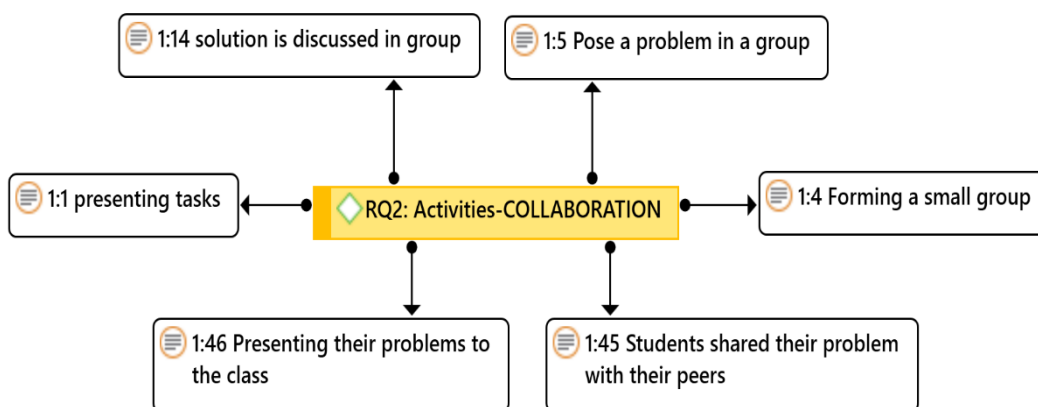 1:14 solution is discussed in group
1:5 Pose a problem in a group
1:1 presenting tasks
RQ2: Activities-COLLABORATION
1:4 Forming a small group
1:46 Presenting their problems to
the class
1:45 Students shared their problem
with their peers